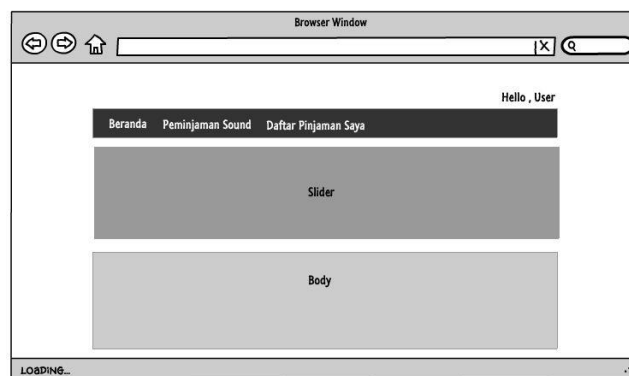 Browser Window
Hello , User
Beranda Peminjaman Sound Daftar Pinjaman Saya
Slider
Body
LOADING...